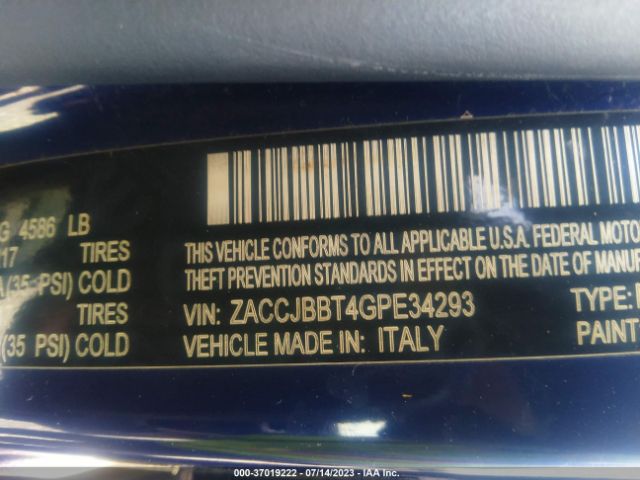 G 4586 LB
17 TIRES
(35 PSI) COLD
TIRES
(35 PSI) COLD
THIS VEHICLE CONFORMS TO ALL APPLICABLE U.S.A. FEDERAL MOTOR
THEFT PREVENTION STANDARDS IN EFFECT ON THE DATE OF MANUF
VIN: ZACCJBBT4GPE34293 TYPE:
VEHICLE MADE IN: ITALY PAINT
000-37019222 - 07/14/2023 - IAA Inc.